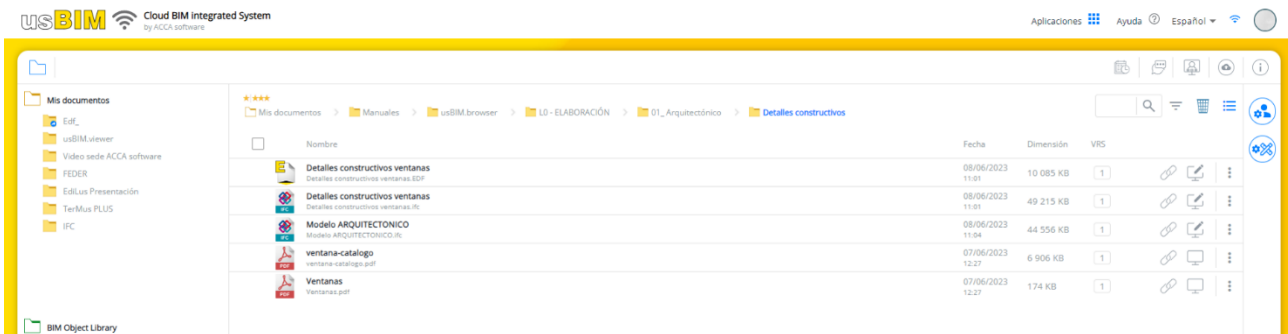 usBIM
Cloud BIM integrated System
by ACCA software
Aplicaciones
Ayuda
Español
Mis documentos
Edf_
usBIM.viewer
Video sede ACCA software
FEDER
EdiLus Presentación
TerMus PLUS
IFC
BIM Object Library
Mis documentos > Manuales > usBIM.browser > L0 - ELABORACIÓN > 01_Arquitectónico > Detalles constructivos
Nombre Fecha Dimensión VRS
Detalles constructivos ventanas 08/06/2023 10 085 KB 1
Detalles constructivos ventanas.EDF 11:01
Detalles constructivos ventanas 08/06/2023 49 215 KB 1
Detalles constructivos ventanas.ifc 11:01
Modelo ARQUITECTONICO 08/06/2023 44 556 KB 1
Modelo ARQUITECTONICO.ifc 11:04
ventana-catalogo 07/06/2023 6 906 KB 1
ventana-catalogo.pdf 12:27
Ventanas 07/06/2023 174 KB 1
Ventanas.pdf 12:27